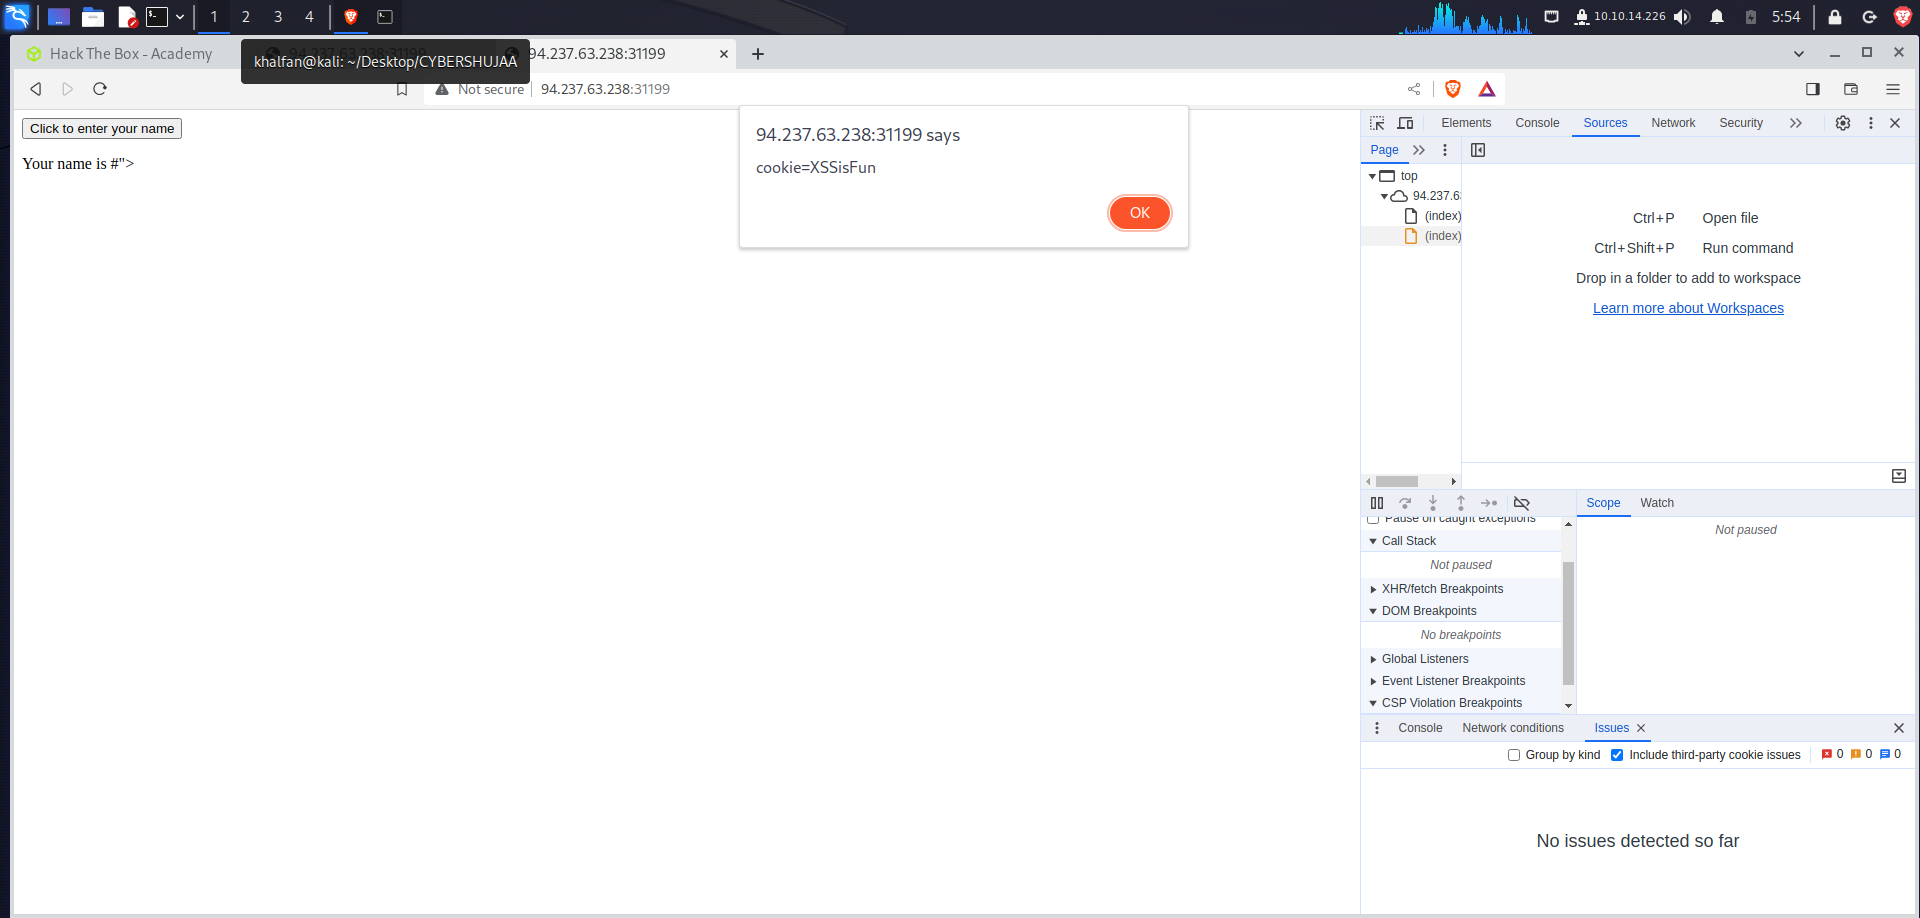 1 2 3 4
10.10.14.226
5:54
Hack The Box - Academy
khalfan@kali: ~/Desktop/CYBERSHUJAA
94.237.63.238:31199
Not secure
94.237.63.238:31199
Click to enter your name
Your name is #">
94.237.63.238:31199 says
cookie=XSSisFun
OK
Elements Console Sources Network Security
Page
top
94.237.6
(index)
(index)
Ctrl+P Open file
Ctrl+Shift+P Run command
Drop in a folder to add to workspace
Learn more about Workspaces
Scope Watch
Pause on caught exceptions
Not paused
Call Stack
Not paused
XHR/fetch Breakpoints
DOM Breakpoints
No breakpoints
Global Listeners
Event Listener Breakpoints
CSP Violation Breakpoints
Console Network conditions Issues
Group by kind Include third-party cookie issues 0 0 0
No issues detected so far